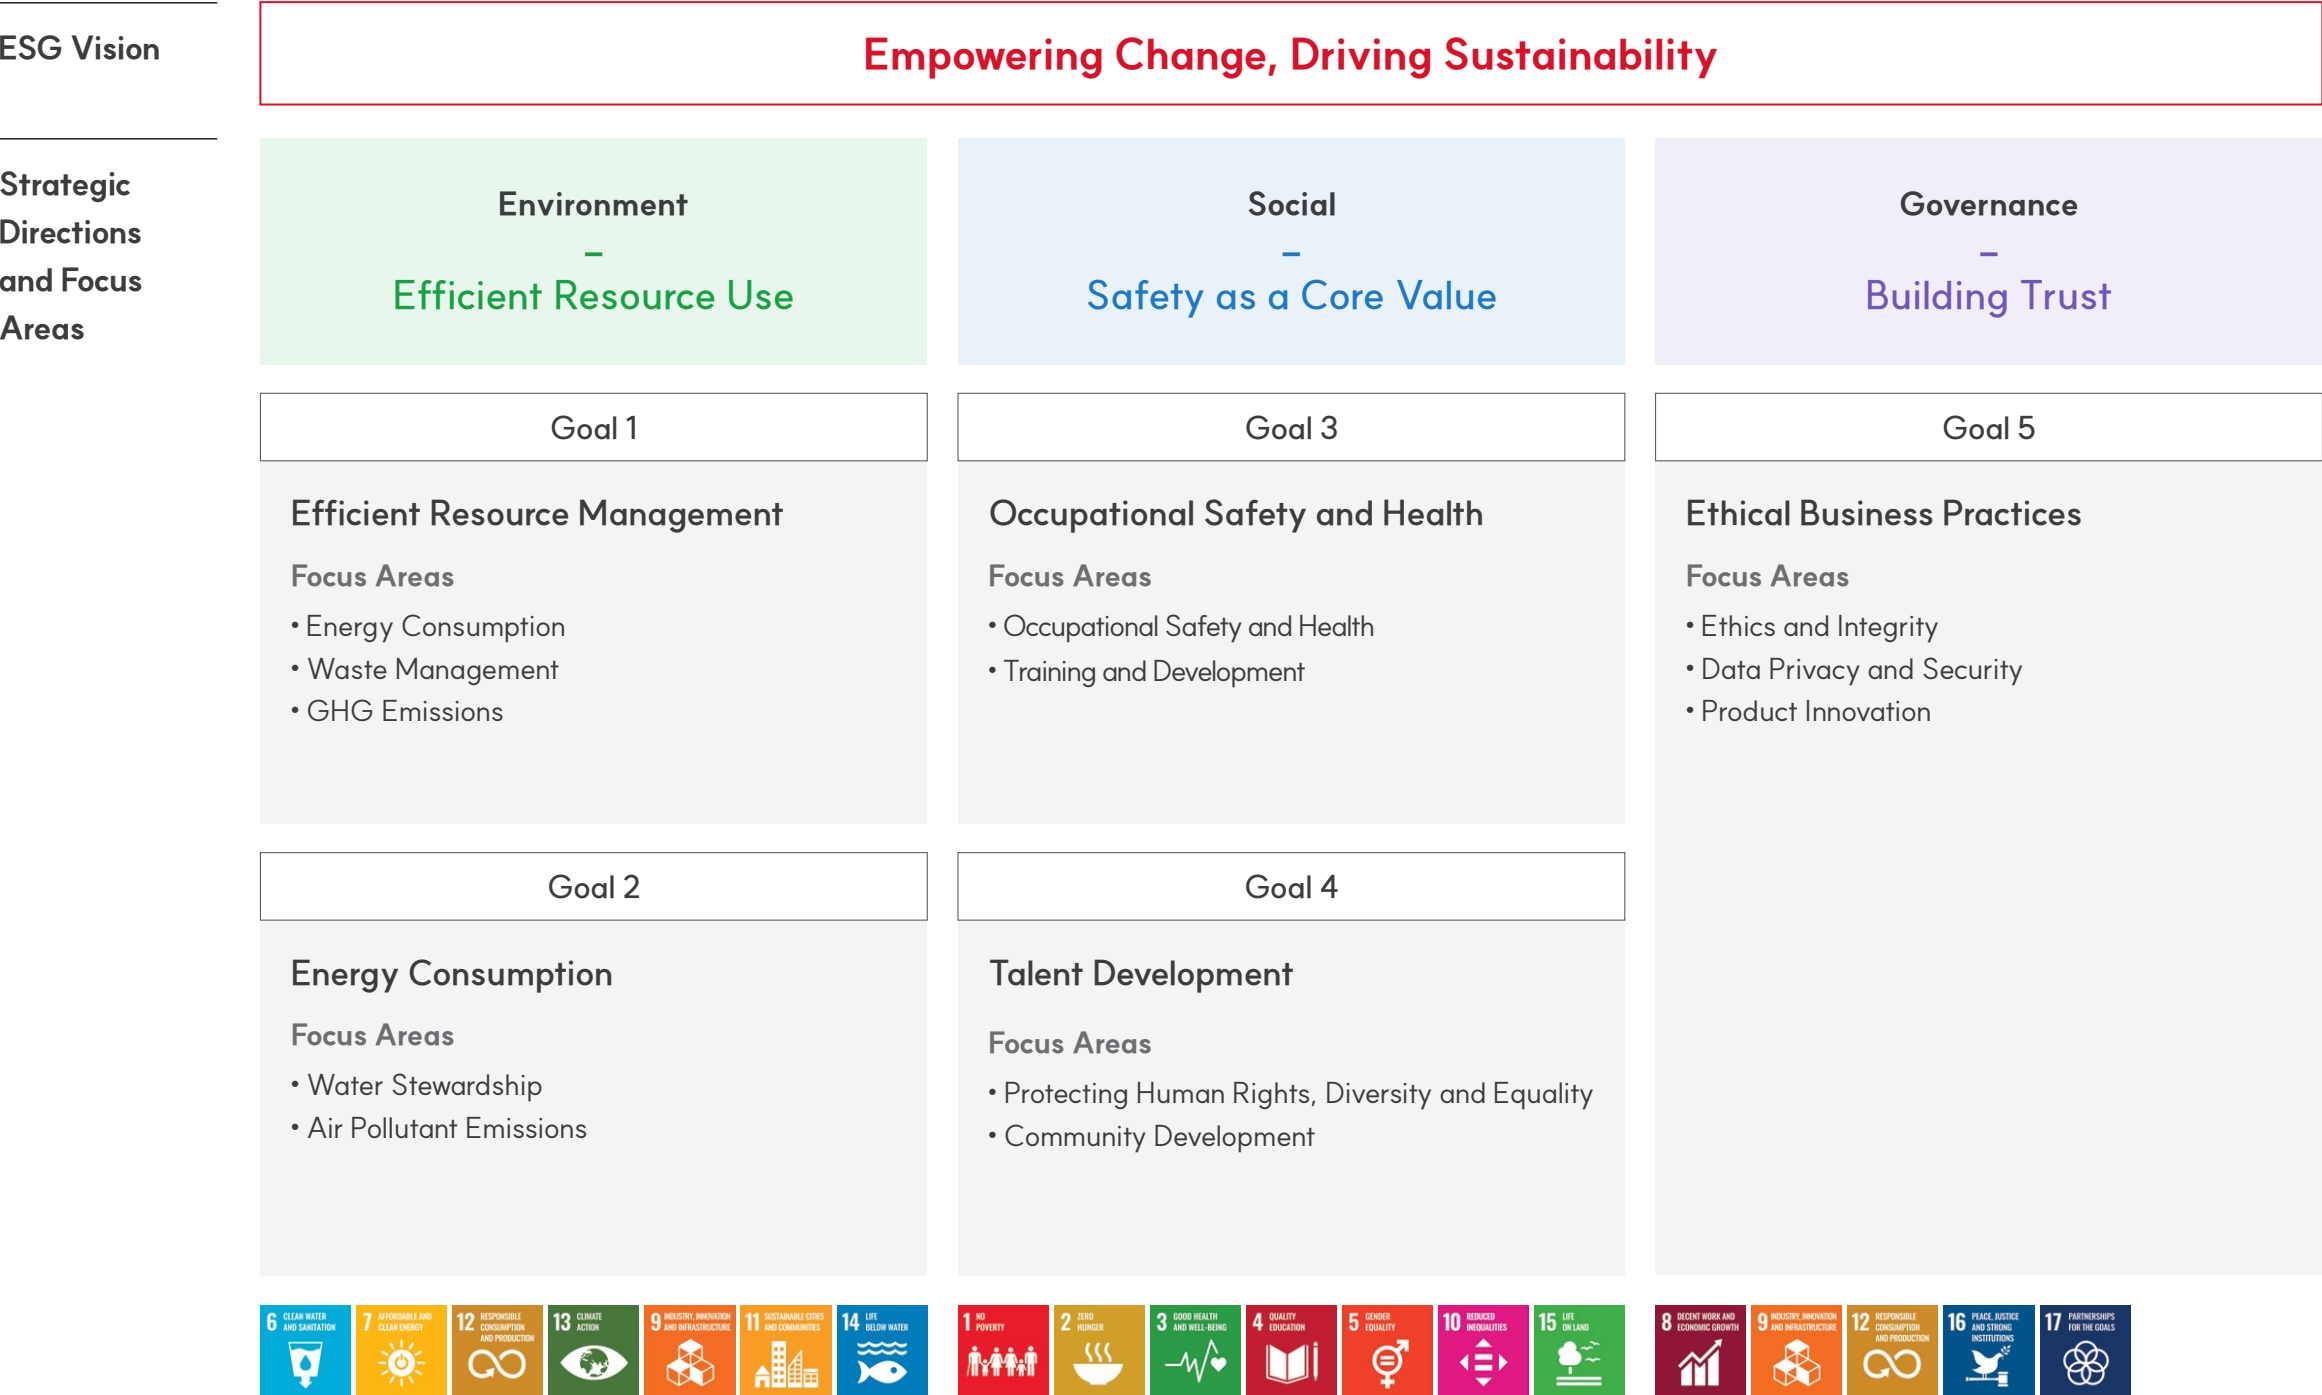 ESG Vision
Empowering Change, Driving Sustainability
Strategic
Directions
and Focus
Areas
Environment
–
Efficient Resource Use
Social
–
Safety as a Core Value
Governance
–
Building Trust
Goal 1
Efficient Resource Management
Focus Areas
• Energy Consumption
• Waste Management
• GHG Emissions
Goal 2
Energy Consumption
Focus Areas
• Water Stewardship
• Air Pollutant Emissions
Goal 3
Occupational Safety and Health
Focus Areas
• Occupational Safety and Health
• Training and Development
Goal 4
Talent Development
Focus Areas
• Protecting Human Rights, Diversity and Equality
• Community Development
Goal 5
Ethical Business Practices
Focus Areas
• Ethics and Integrity
• Data Privacy and Security
• Product Innovation
6 CLEAN WATER
AND SANITATION
7 AFFORDABLE AND
CLEAN ENERGY
12 RESPONSIBLE
CONSUMPTION
AND PRODUCTION
13 CLIMATE
ACTION
9 INDUSTRY, INNOVATION
AND INFRASTRUCTURE
11 SUSTAINABLE CITIES
AND COMMUNITIES
14 LIFE
BELOW WATER
1 NO
POVERTY
2 ZERO
HUNGER
3 GOOD HEALTH
AND WELL-BEING
4 QUALITY
EDUCATION
5 GENDER
EQUALITY
10 REDUCED
INEQUALITIES
15 LIFE
ON LAND
8 DECENT WORK AND
ECONOMIC GROWTH
9 INDUSTRY, INNOVATION
AND INFRASTRUCTURE
12 RESPONSIBLE
CONSUMPTION
AND PRODUCTION
16 PEACE, JUSTICE
AND STRONG
INSTITUTIONS
17 PARTNERSHIPS
FOR THE GOALS